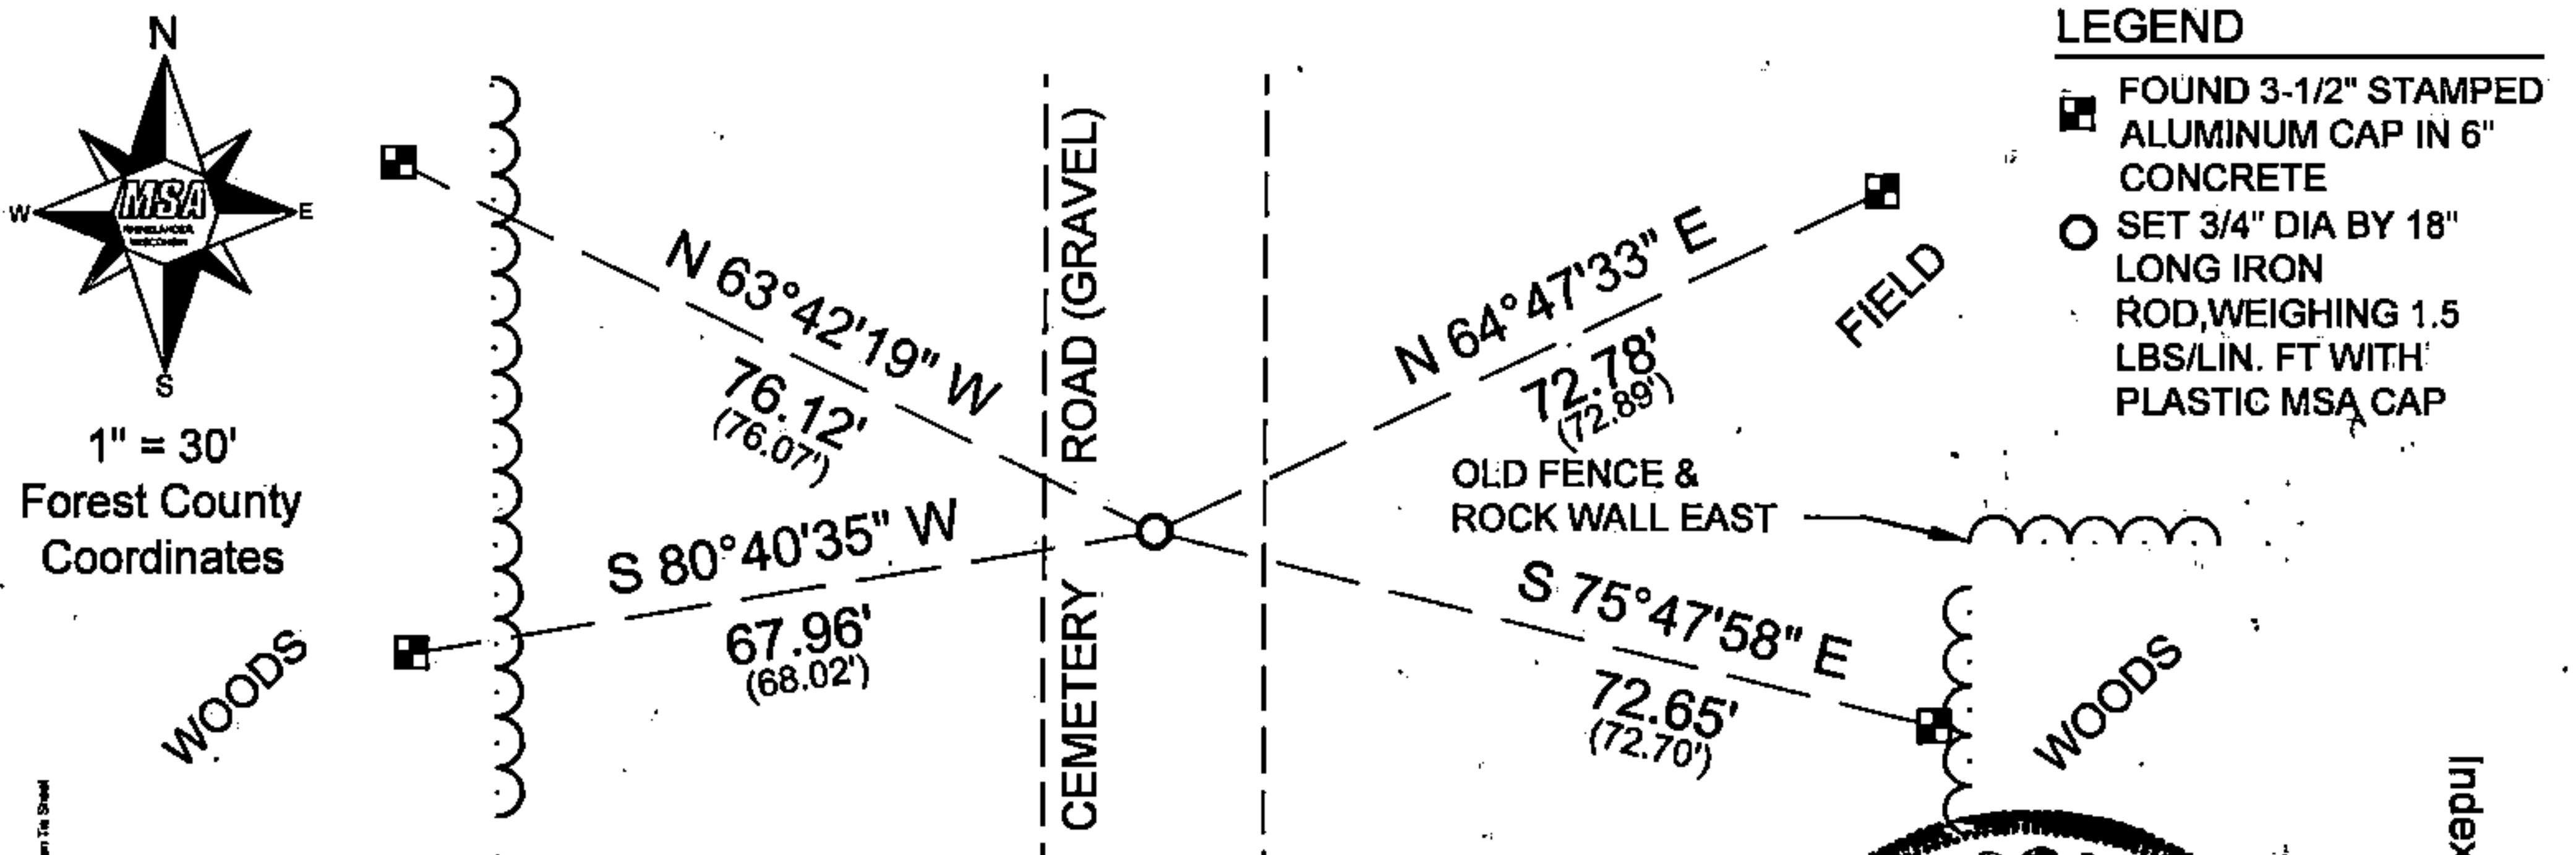 N
W
E
S
MSA
RHINELANDER
WISCONSIN
1" = 30'
Forest County
Coordinates
WOODS
N 63°42'19" W
76.12'
(76.07')
S 80°40'35" W
67.96'
(68.02')
CEMETERY ROAD (GRAVEL)
N 64°47'33" E
72.78'
(72.89')
FIELD
OLD FENCE &
ROCK WALL EAST
S 75°47'58" E
72.65'
(72.70')
WOODS
LEGEND
FOUND 3-1/2" STAMPED
ALUMINUM CAP IN 6"
CONCRETE
SET 3/4" DIA BY 18"
LONG IRON
ROD,WEIGHING 1.5
LBS/LIN. FT WITH
PLASTIC MSA CAP
Index
Tie Sheet